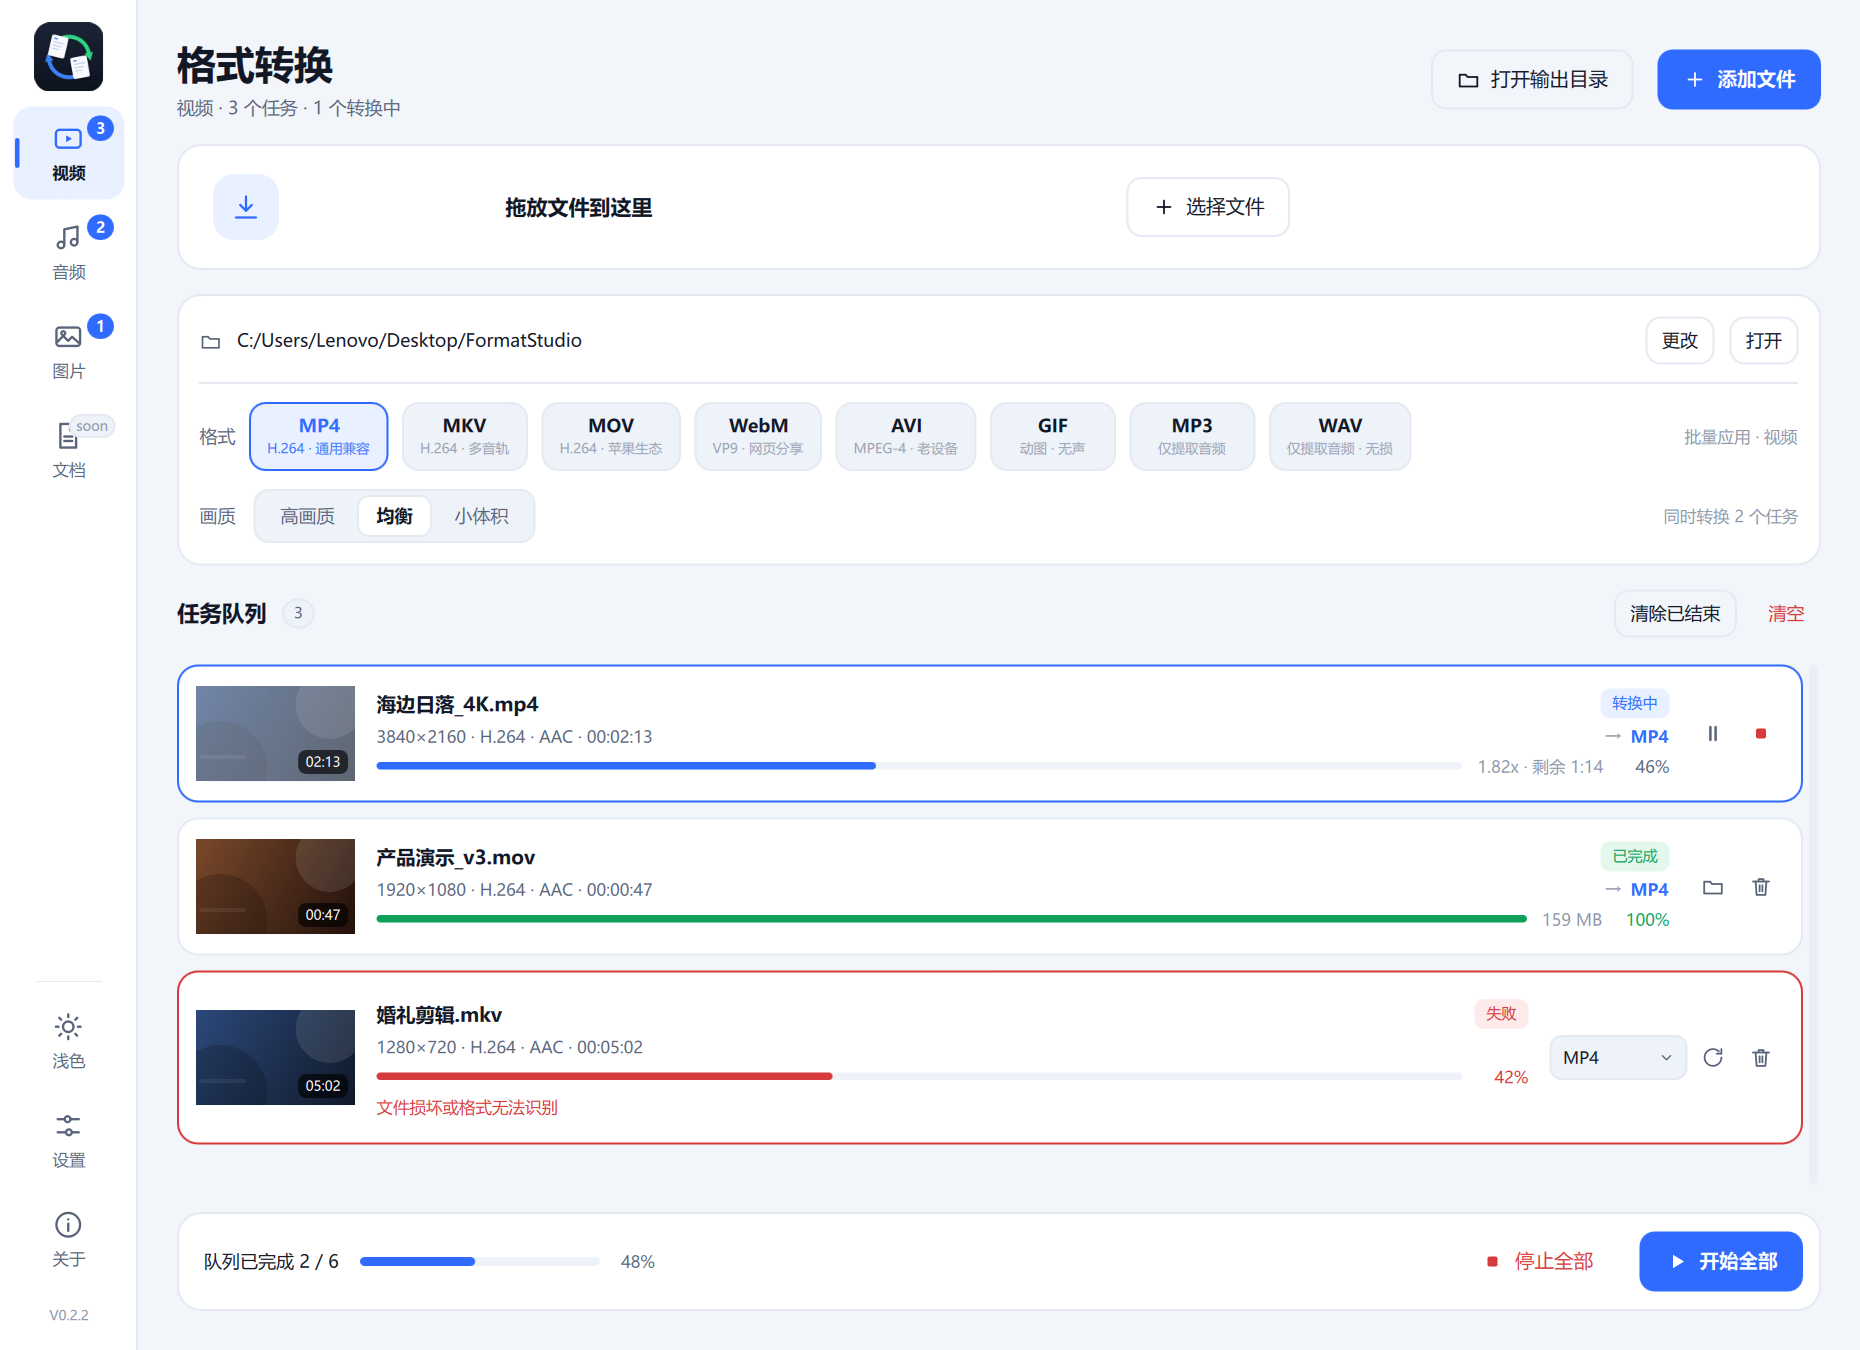 3
视频
2
音频
1
图片
soon
文档
浅色
设置
关于
V0.2.2
格式转换
视频 · 3 个任务 · 1 个转换中
打开输出目录
添加文件
拖放文件到这里
选择文件
C:/Users/Lenovo/Desktop/FormatStudio
更改
打开
格式
MP4
H.264 · 通用兼容
MKV
H.264 · 多音轨
MOV
H.264 · 苹果生态
WebM
VP9 · 网页分享
AVI
MPEG-4 · 老设备
GIF
动图 · 无声
MP3
仅提取音频
WAV
仅提取音频 · 无损
批量应用 · 视频
画质
高画质
均衡
小体积
同时转换 2 个任务
任务队列
3
清除已结束
清空
02:13
海边日落_4K.mp4
3840×2160 · H.264 · AAC · 00:02:13
转换中
→ MP4
1.82x · 剩余 1:14
46%
00:47
产品演示_v3.mov
1920×1080 · H.264 · AAC · 00:00:47
已完成
→ MP4
159 MB
100%
05:02
婚礼剪辑.mkv
1280×720 · H.264 · AAC · 00:05:02
失败
42%
文件损坏或格式无法识别
MP4
队列已完成 2 / 6
48%
停止全部
开始全部